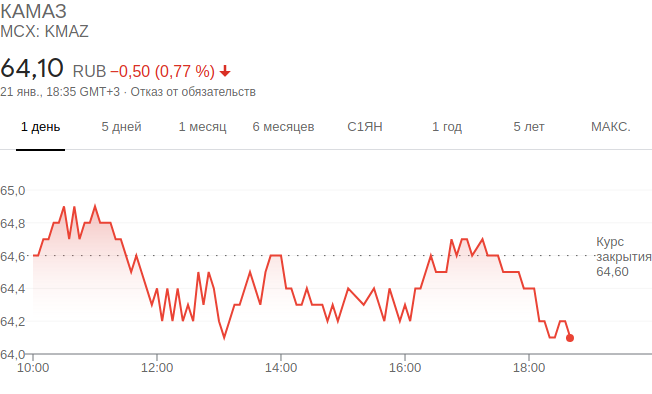 КАМАЗ
MCX: KMAZ
64,10 RUB −0,50 (0,77 %)
21 янв., 18:35 GMT+3 · Отказ от обязательств
1 день 5 дней 1 месяц 6 месяцев С1ЯН 1 год 5 лет МАКС.
65,0
64,8
64,6
64,4
64,2
64,0
Курс
закрытия
64,60
10:00 12:00 14:00 16:00 18:00